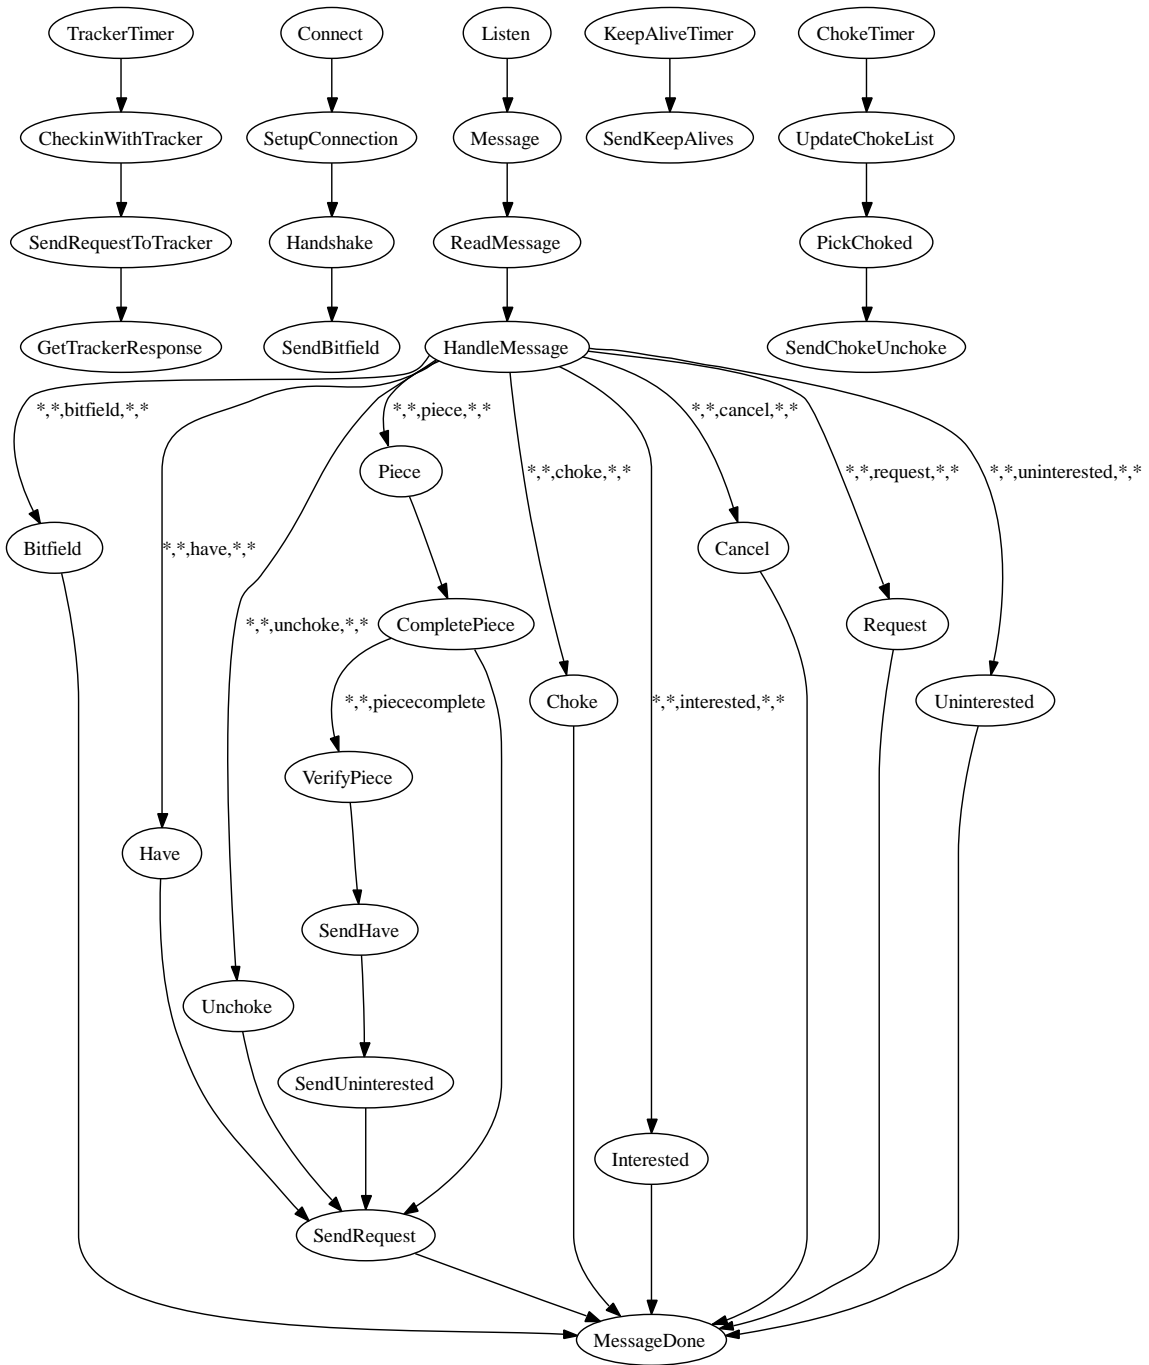 TrackerTimer
Connect
Listen
KeepAliveTimer
ChokeTimer
CheckinWithTracker
SetupConnection
Message
SendKeepAlives
UpdateChokeList
SendRequestToTracker
Handshake
ReadMessage
PickChoked
GetTrackerResponse
SendBitfield
HandleMessage
SendChokeUnchoke
*,*,bitfield,*,*
*,*,piece,*,*
*,*,cancel,*,*
Piece
*,*,choke,*,*
*,*,request,*,*
*,*,uninterested,*,*
Bitfield
*,*,have,*,*
Cancel
*,*,unchoke,*,*
CompletePiece
Request
*,*,piececomplete
Choke
*,*,interested,*,*
Uninterested
VerifyPiece
Have
SendHave
Unchoke
SendUninterested
Interested
SendRequest
MessageDone